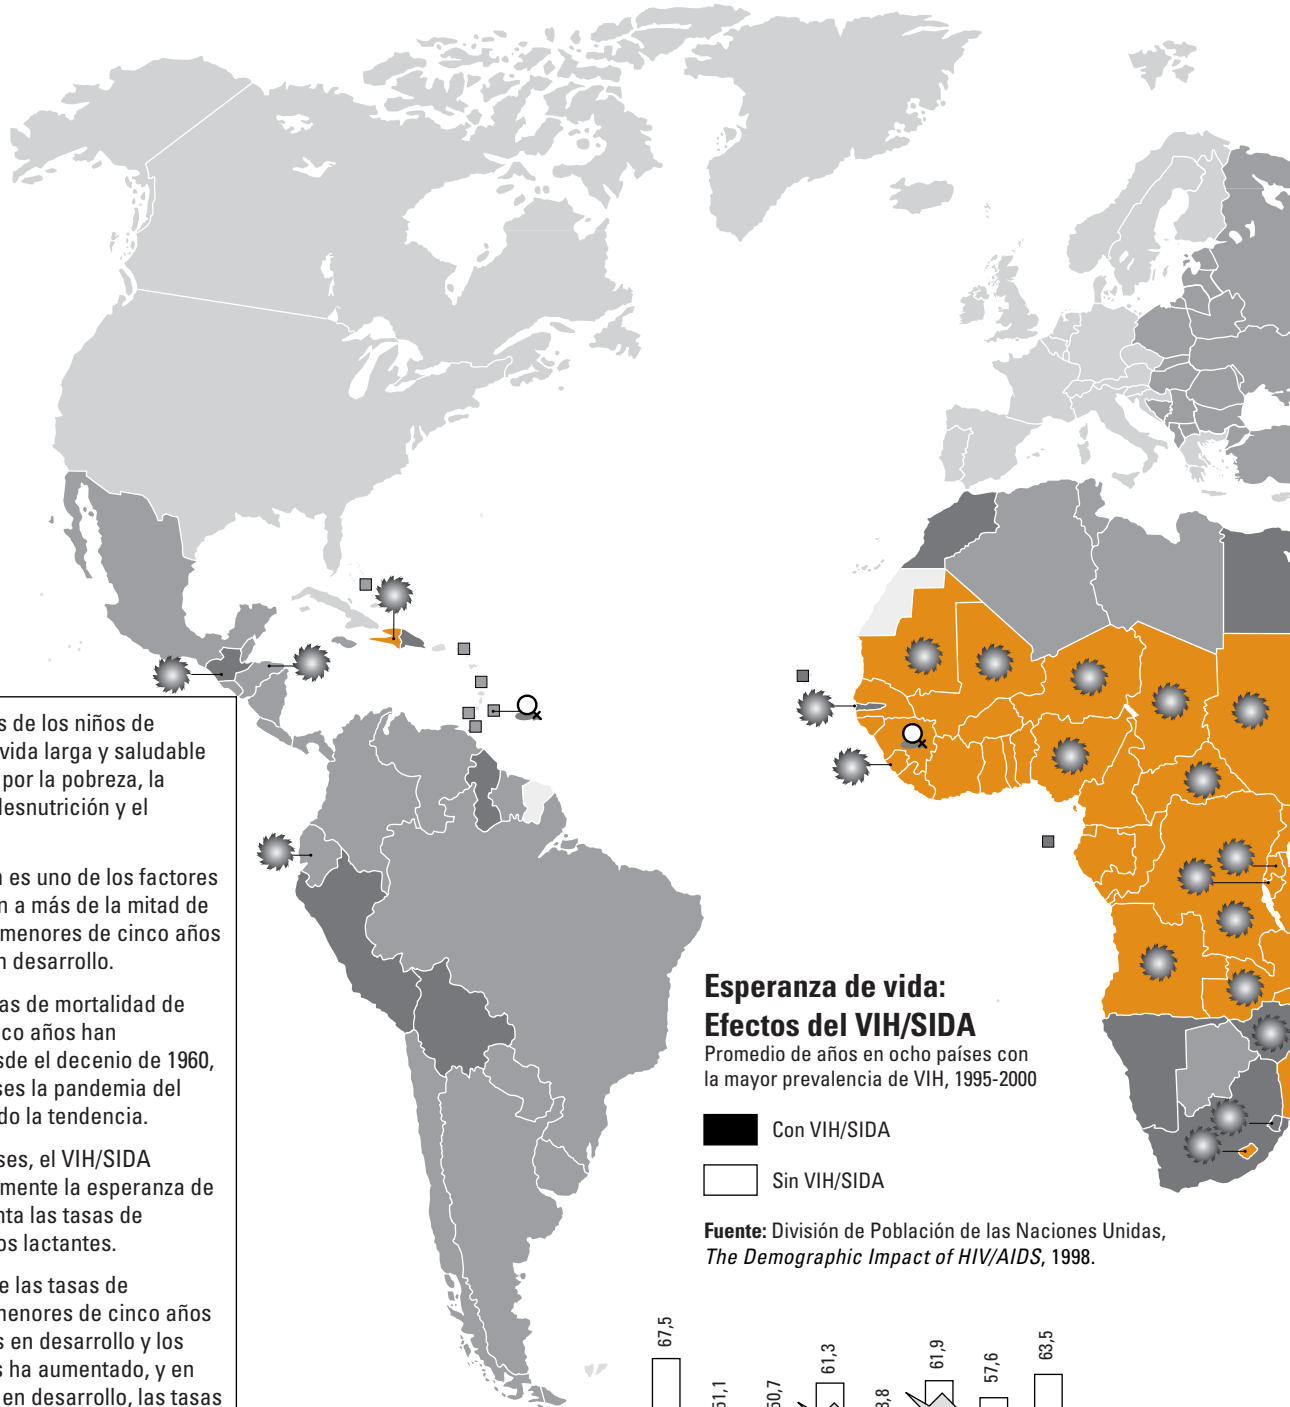 s de los niños de
vida larga y saludable
por la pobreza, la
desnutrición y el
n es uno de los factores
n a más de la mitad de
menores de cinco años
n desarrollo.
as de mortalidad de
co años han
sde el decenio de 1960,
ses la pandemia del
do la tendencia.
ses, el VIH/SIDA
mente la esperanza de
nta las tasas de
os lactantes.
e las tasas de
menores de cinco años
s en desarrollo y los
s ha aumentado, y en
en desarrollo, las tasas
Esperanza de vida:
Efectos del VIH/SIDA
Promedio de años en ocho países con
la mayor prevalencia de VIH, 1995-2000
Con VIH/SIDA
Sin VIH/SIDA
Fuente: División de Población de las Naciones Unidas,
The Demographic Impact of HIV/AIDS, 1998.
67,5
61,3
61,9
57,6
63,5